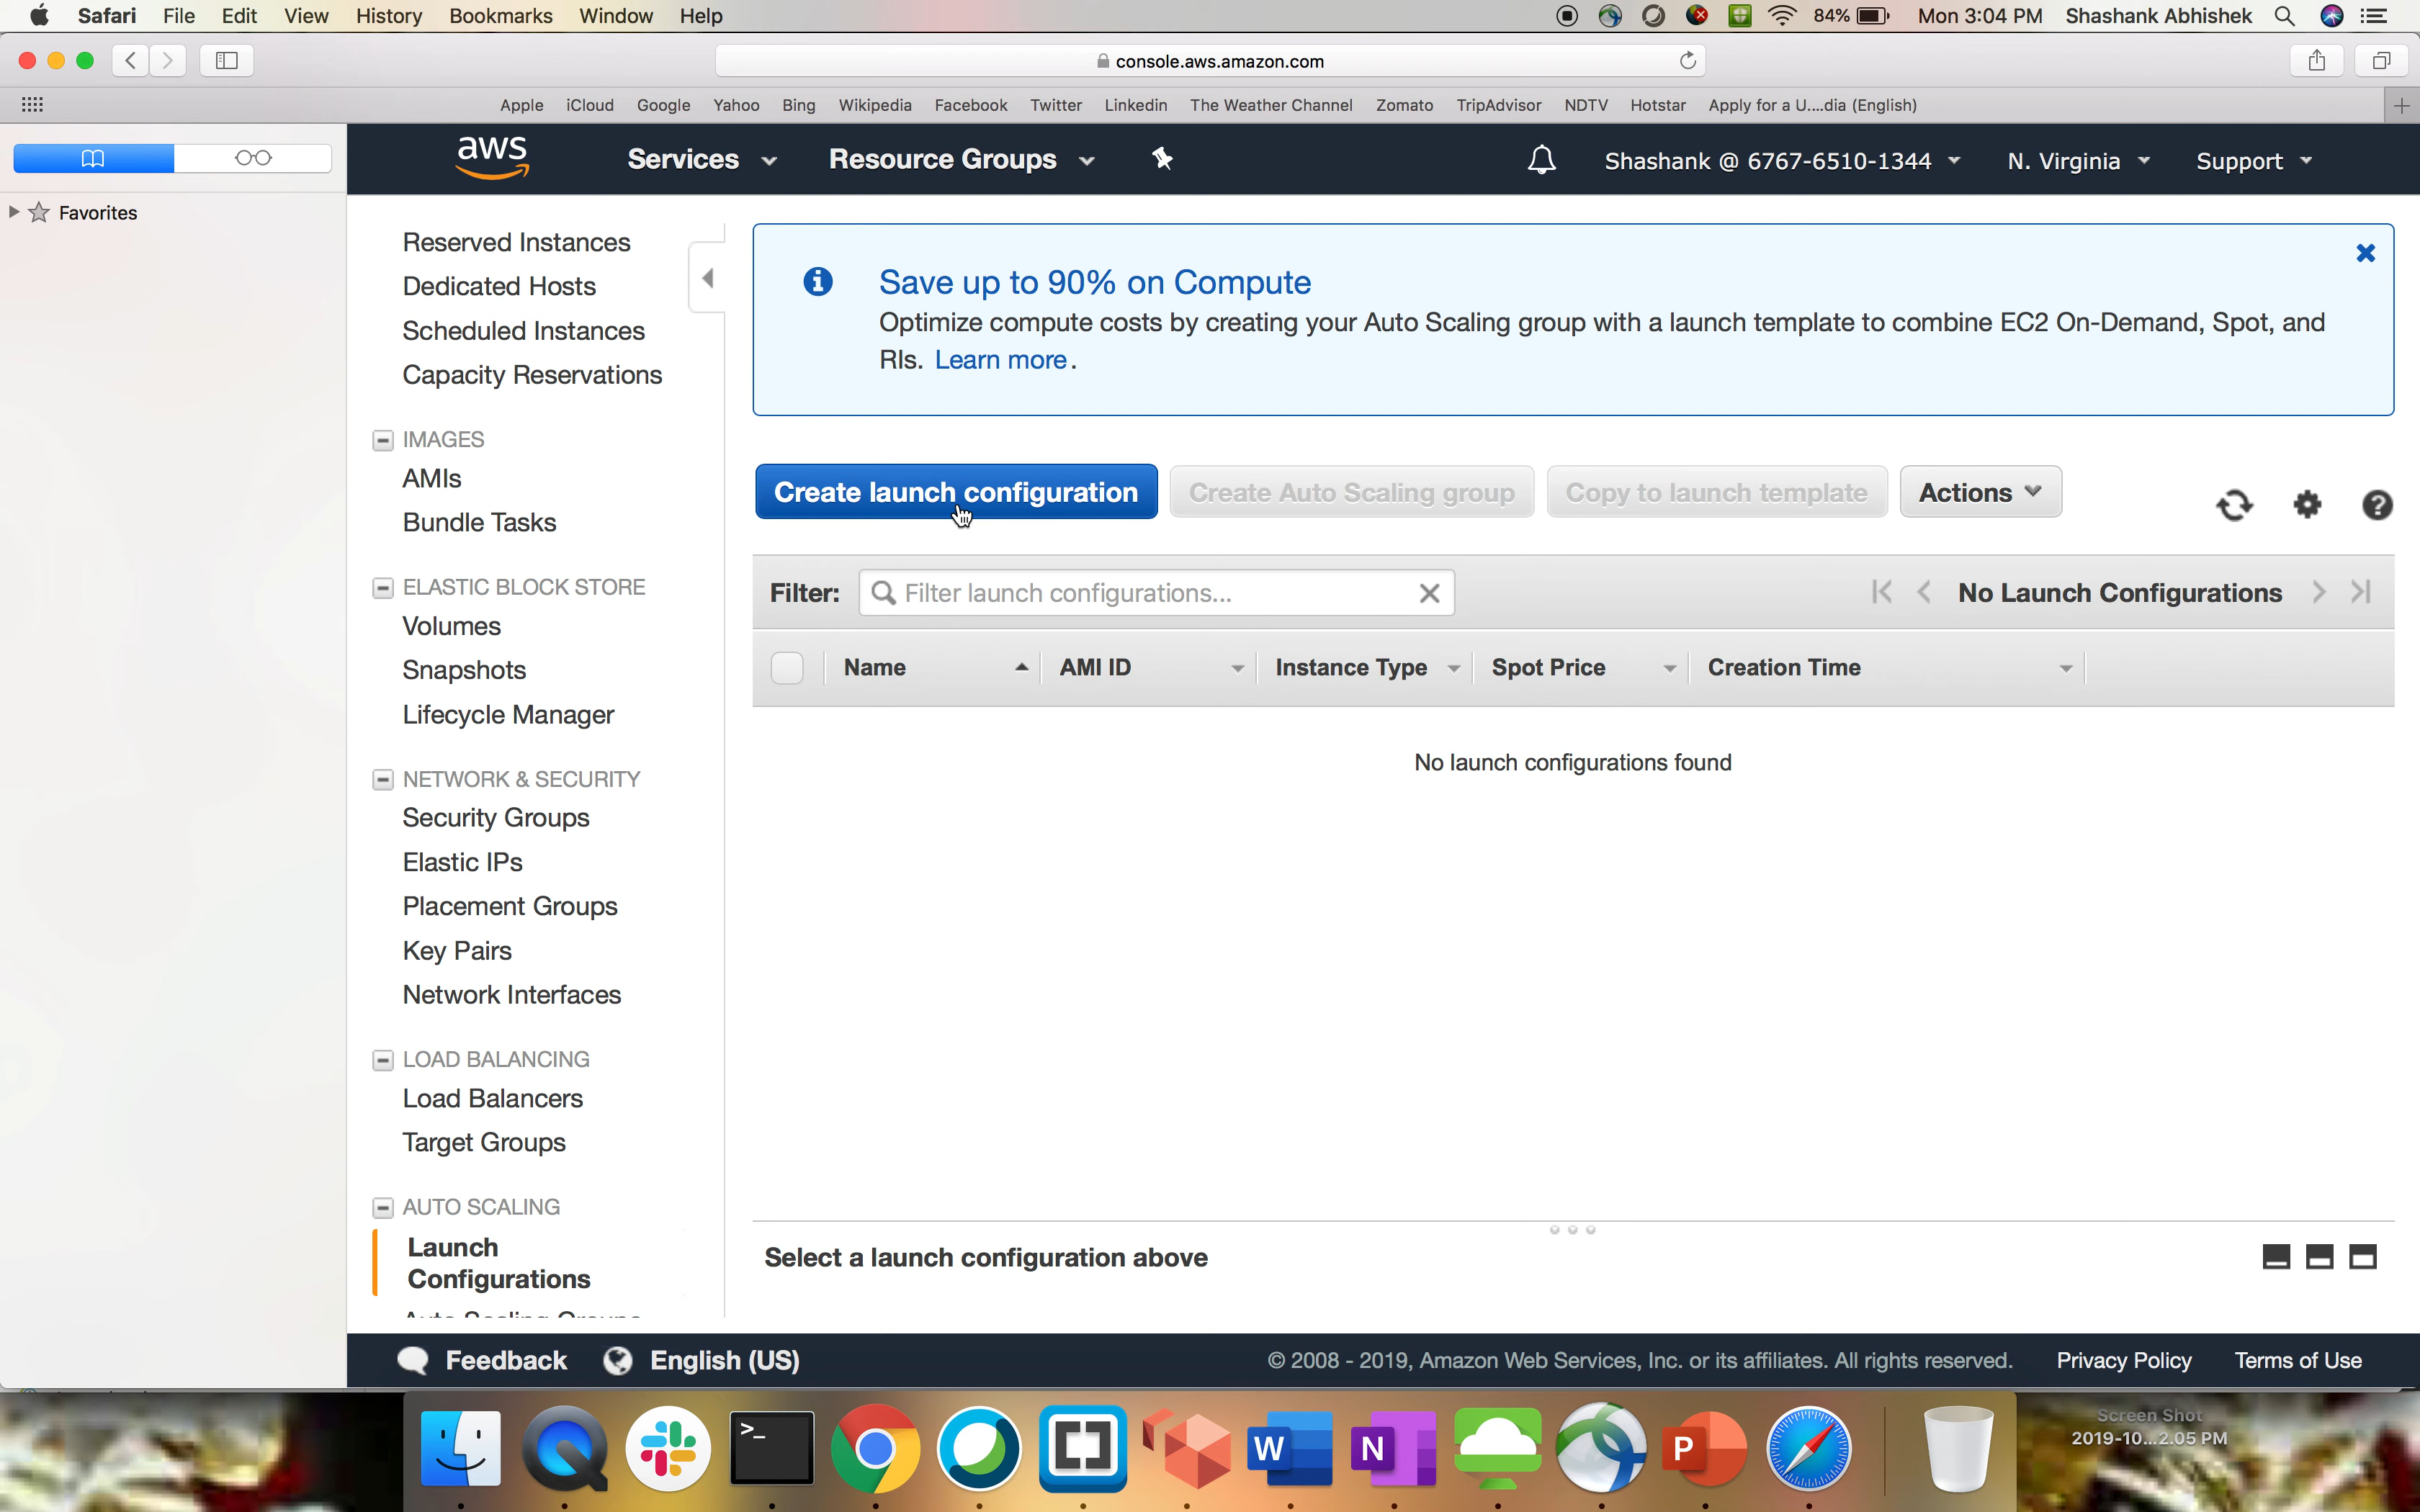 Safari File Edit View History Bookmarks Window Help
84% Mon 3:04 PM Shashank Abhishek
console.aws.amazon.com
Apple iCloud Google Yahoo Bing Wikipedia Facebook Twitter Linkedin The Weather Channel Zomato TripAdvisor NDTV Hotstar Apply for a U....dia (English)
aws Services Resource Groups Shashank @ 6767-6510-1344 N. Virginia Support
Favorites
Reserved Instances
Dedicated Hosts
Scheduled Instances
Capacity Reservations
IMAGES
AMIs
Bundle Tasks
ELASTIC BLOCK STORE
Volumes
Snapshots
Lifecycle Manager
NETWORK & SECURITY
Security Groups
Elastic IPs
Placement Groups
Key Pairs
Network Interfaces
LOAD BALANCING
Load Balancers
Target Groups
AUTO SCALING
Launch
Configurations
Auto Scaling Groups
Save up to 90% on Compute
Optimize compute costs by creating your Auto Scaling group with a launch template to combine EC2 On-Demand, Spot, and
RIs. Learn more.
Create launch configuration Create Auto Scaling group Copy to launch template Actions
Filter: Filter launch configurations... No Launch Configurations
Name AMI ID Instance Type Spot Price Creation Time
No launch configurations found
Select a launch configuration above
Feedback English (US) © 2008 - 2019, Amazon Web Services, Inc. or its affiliates. All rights reserved. Privacy Policy Terms of Use
W N P
Screen Shot
2019-10...2.05 PM